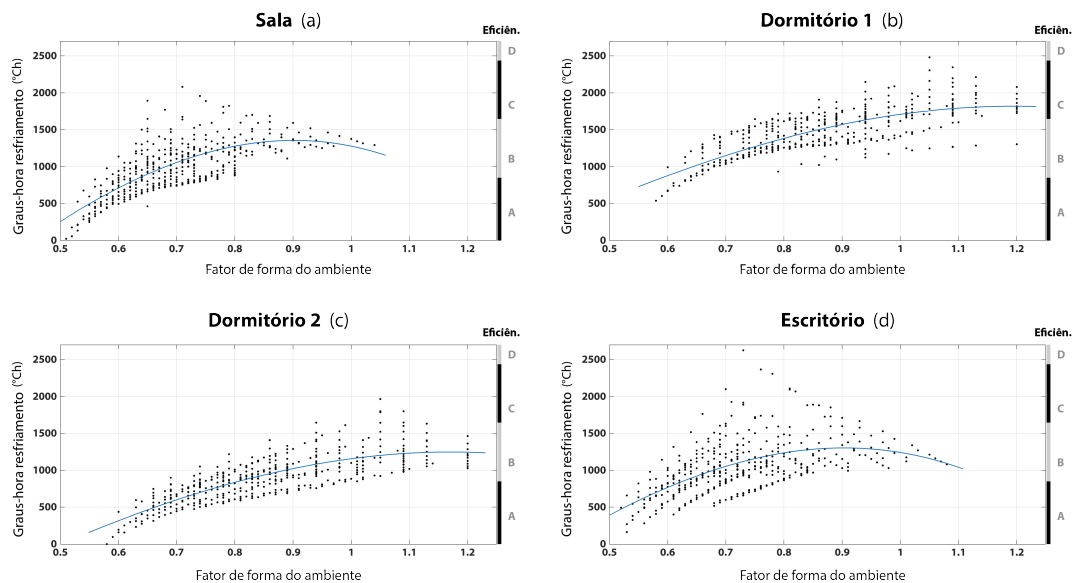 Sala (a)
Eficiên.
Graus-hora resfriamento (°Ch)
2500
2000
1500
1000
500
0
D
C
B
A
0.5 0.6 0.7 0.8 0.9 1 1.1 1.2
Fator de forma do ambiente
Dormitório 1 (b)
Eficiên.
Graus-hora resfriamento (°Ch)
2500
2000
1500
1000
500
0
D
C
B
A
0.5 0.6 0.7 0.8 0.9 1 1.1 1.2
Fator de forma do ambiente
Dormitório 2 (c)
Eficiên.
Graus-hora resfriamento (°Ch)
2500
2000
1500
1000
500
0
D
C
B
A
0.5 0.6 0.7 0.8 0.9 1 1.1 1.2
Fator de forma do ambiente
Escritório (d)
Eficiên.
Graus-hora resfriamento (°Ch)
2500
2000
1500
1000
500
0
D
C
B
A
0.5 0.6 0.7 0.8 0.9 1 1.1 1.2
Fator de forma do ambiente